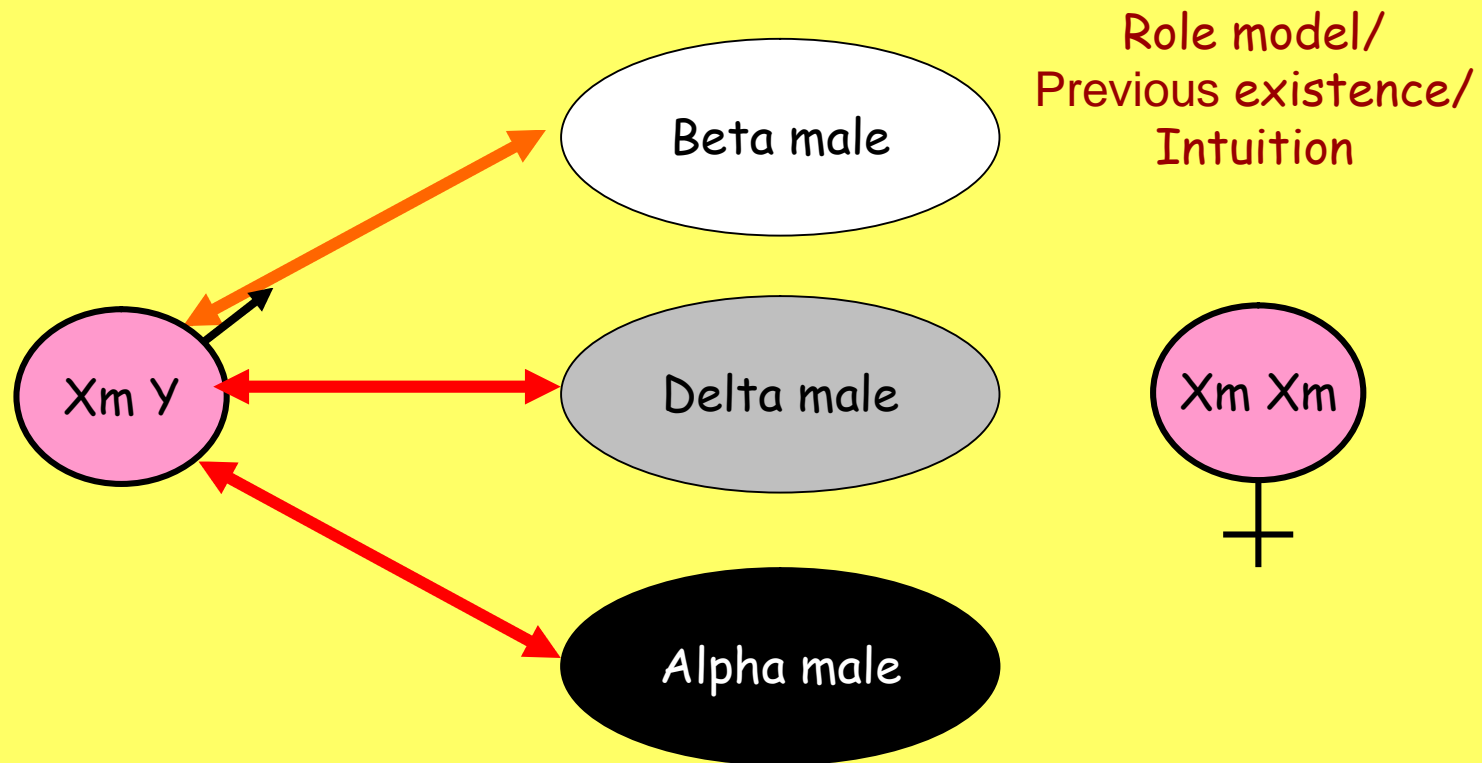 Role model/
Previous existence/
Intuition
Beta male
Xm Y
Delta male
Xm Xm
Alpha male